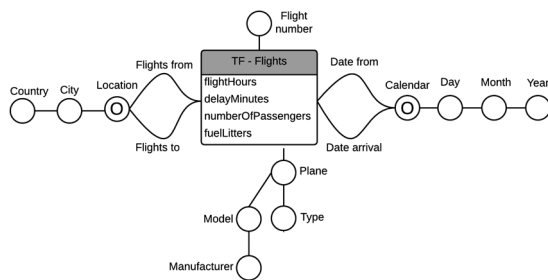 Flight
number
TF - Flights
flightHours
delayMinutes
numberOfPassengers
fuelLitters
Flights from
Flights to
Country
City
Location
O
Date from
Date arrival
Calendar
O
Day
Month
Year
Plane
Model
Type
Manufacturer